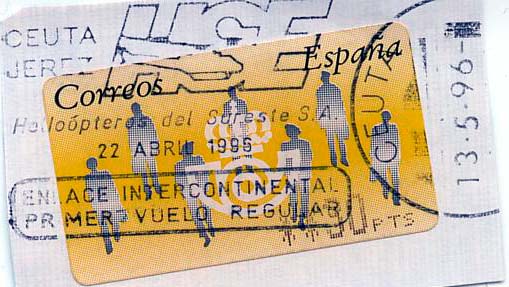 CEUTA
JEREZ
HSE
Correos
España
Helicópteros del Sureste S.A.
22 ABRIL 1996
ENLACE INTERCONTINENTAL
PRIMER VUELO REGULAR
PTS
CEUTA
13-5-96-